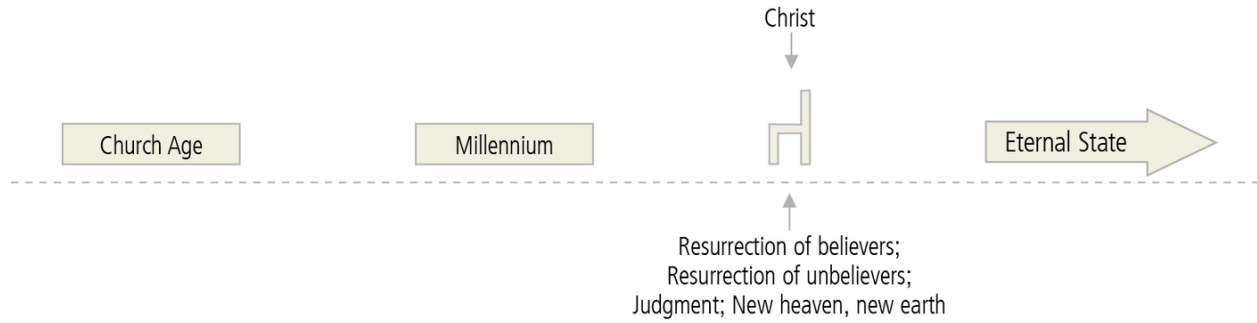 Christ
Church Age
Millennium
Eternal State
Resurrection of believers;
Resurrection of unbelievers;
Judgment; New heaven, new earth